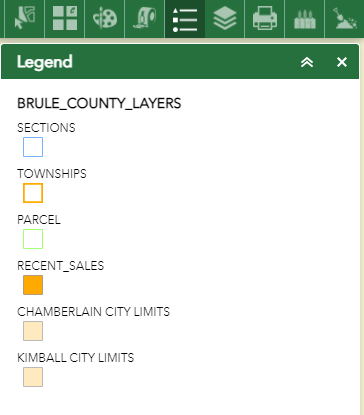 Legend
BRULE_COUNTY_LAYERS
SECTIONS
TOWNSHIPS
PARCEL
RECENT_SALES
CHAMBERLAIN CITY LIMITS
KIMBALL CITY LIMITS